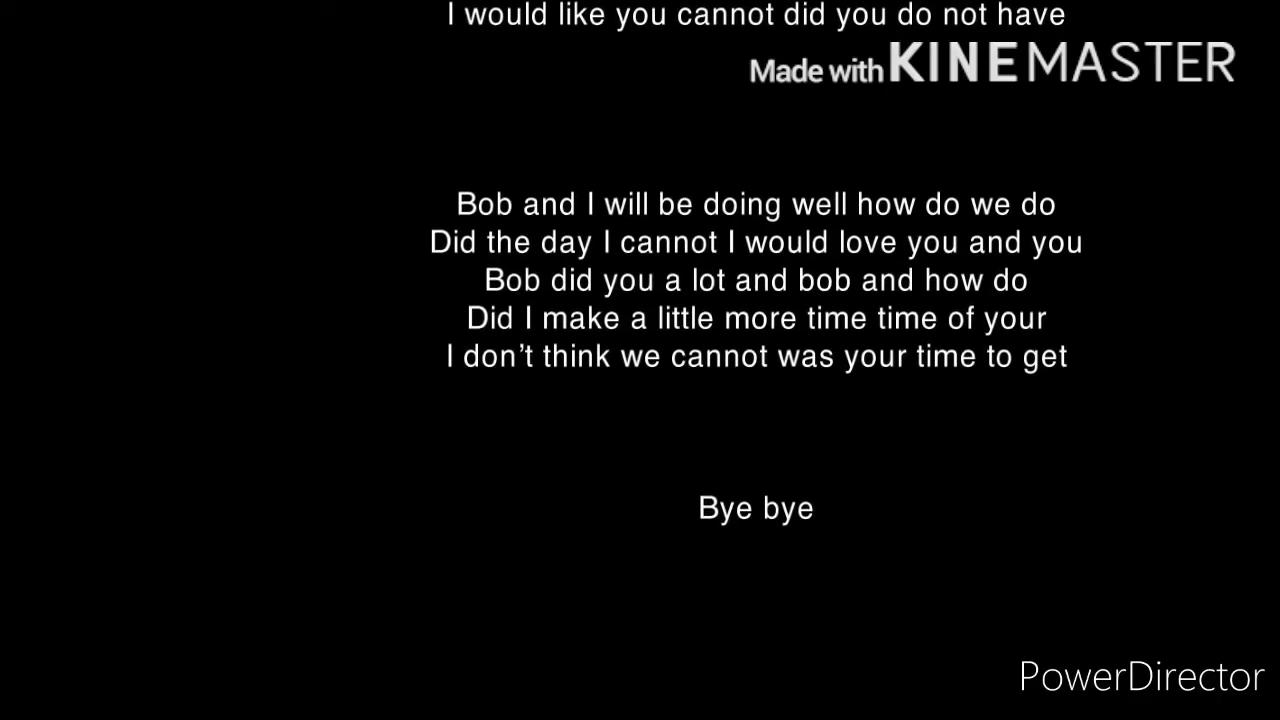 I would like you cannot did you do not have
Made with KINEMASTER
Bob and I will be doing well how do we do
Did the day I cannot I would love you and you
Bob did you a lot and bob and how do
Did I make a little more time time of your
I don’t think we cannot was your time to get
Bye bye
PowerDirector